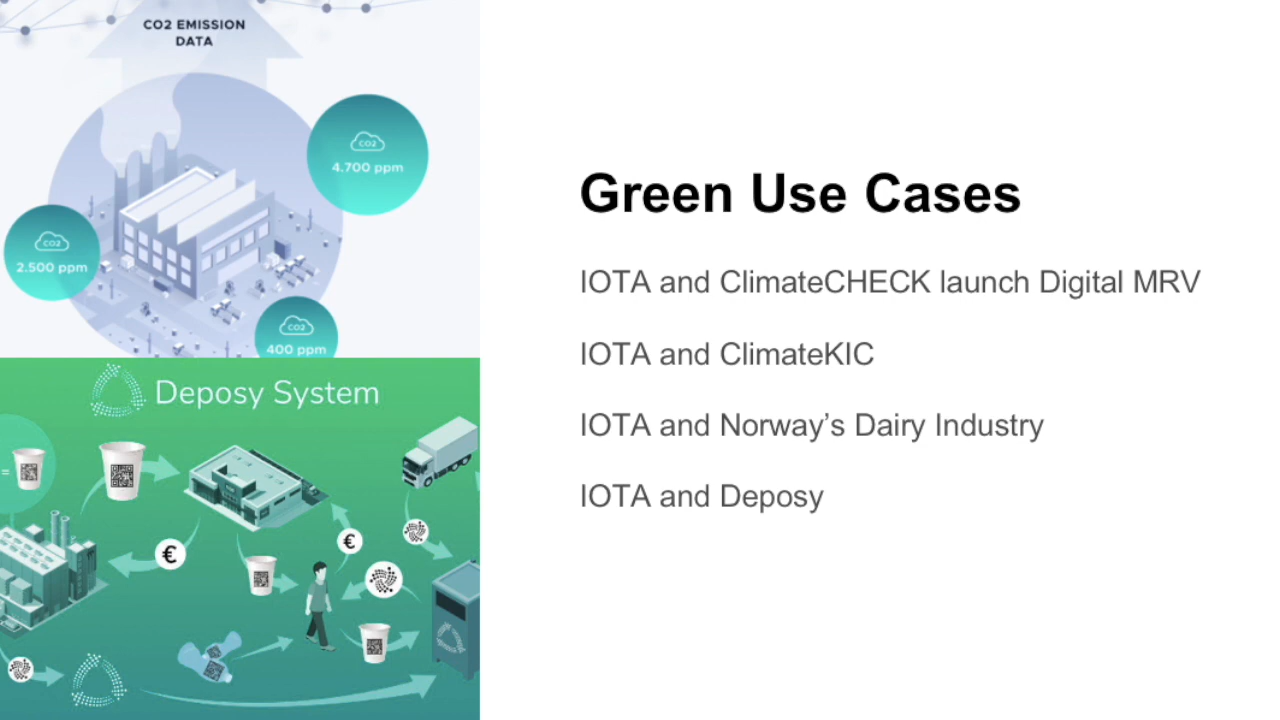 CO2 EMISSION
DATA
CO2
4.700 ppm
CO2
2.500 ppm
CO2
400 ppm
Deposy System
=
€
€
Green Use Cases
IOTA and ClimateCHECK launch Digital MRV
IOTA and ClimateKIC
IOTA and Norway’s Dairy Industry
IOTA and Deposy